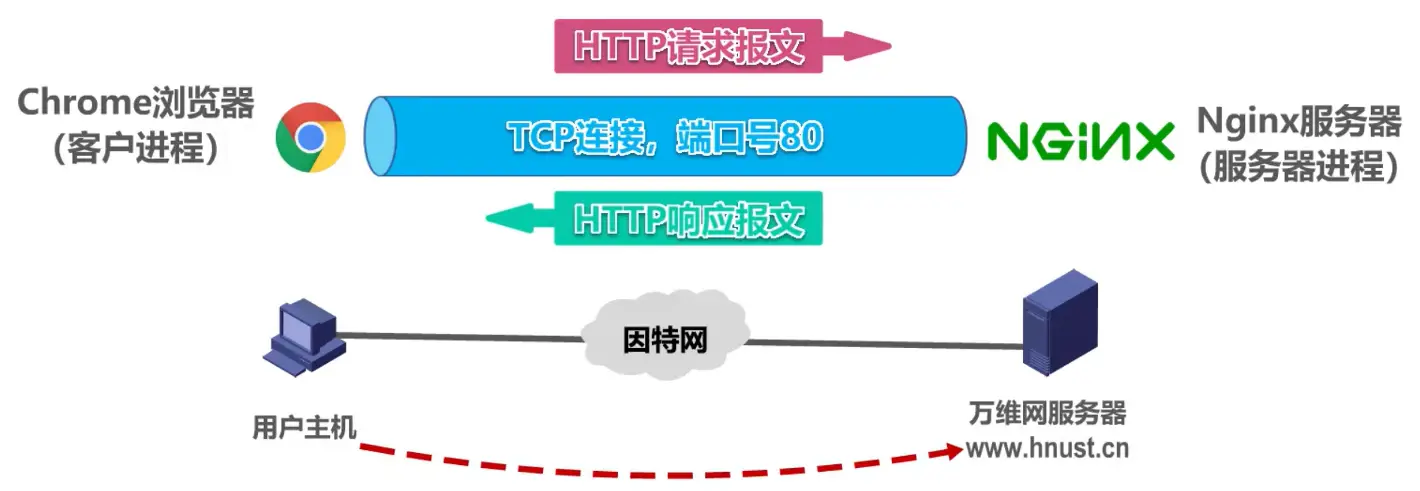 HTTP请求报文
Chrome浏览器
（客户进程）
TCP连接，端口号80
NGINX
Nginx服务器
（服务器进程）
HTTP响应报文
因特网
用户主机
万维网服务器
www.hnust.cn